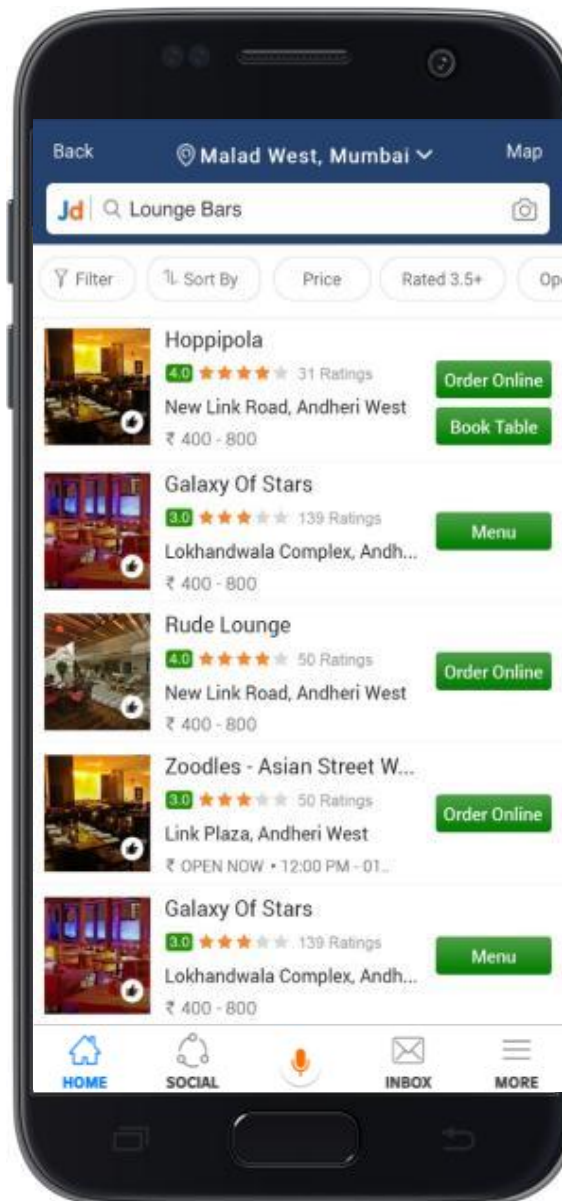 Back
Malad West, Mumbai
Map
Jd
Lounge Bars
Filter
Sort By
Price
Rated 3.5+
Op
Hoppipola
4.0 31 Ratings
New Link Road, Andheri West
₹ 400 - 800
Order Online
Book Table
Galaxy Of Stars
3.0 139 Ratings
Lokhandwala Complex, Andh...
₹ 400 - 800
Menu
Rude Lounge
4.0 50 Ratings
New Link Road, Andheri West
₹ 400 - 800
Order Online
Zoodles - Asian Street W...
3.0 50 Ratings
Link Plaza, Andheri West
₹ OPEN NOW • 12:00 PM - 01..
Order Online
Galaxy Of Stars
3.0 139 Ratings
Lokhandwala Complex, Andh...
₹ 400 - 800
Menu
HOME
SOCIAL
INBOX
MORE